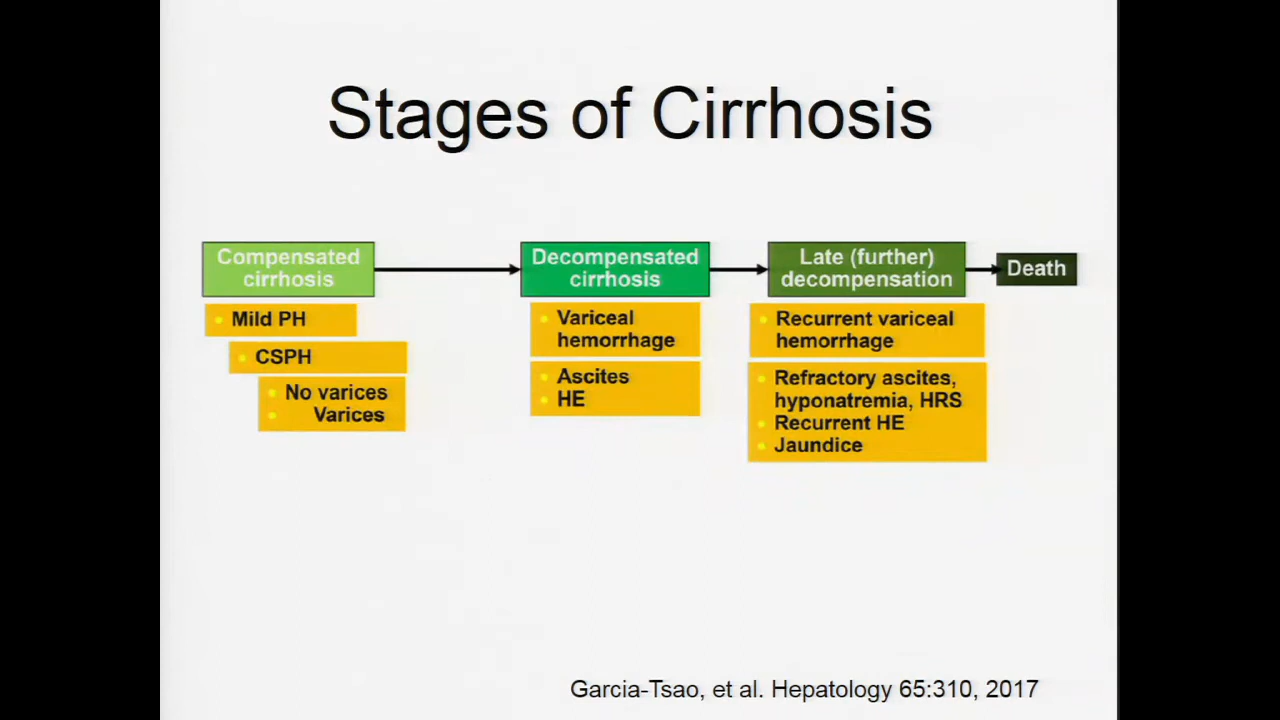 Stages of Cirrhosis
Compensated
cirrhosis
• Mild PH
• CSPH
• No varices
• Varices
Decompensated
cirrhosis
• Variceal
hemorrhage
• Ascites
• HE
Late (further)
decompensation
• Recurrent variceal
hemorrhage
• Refractory ascites,
hyponatremia, HRS
• Recurrent HE
• Jaundice
Death
Garcia-Tsao, et al. Hepatology 65:310, 2017